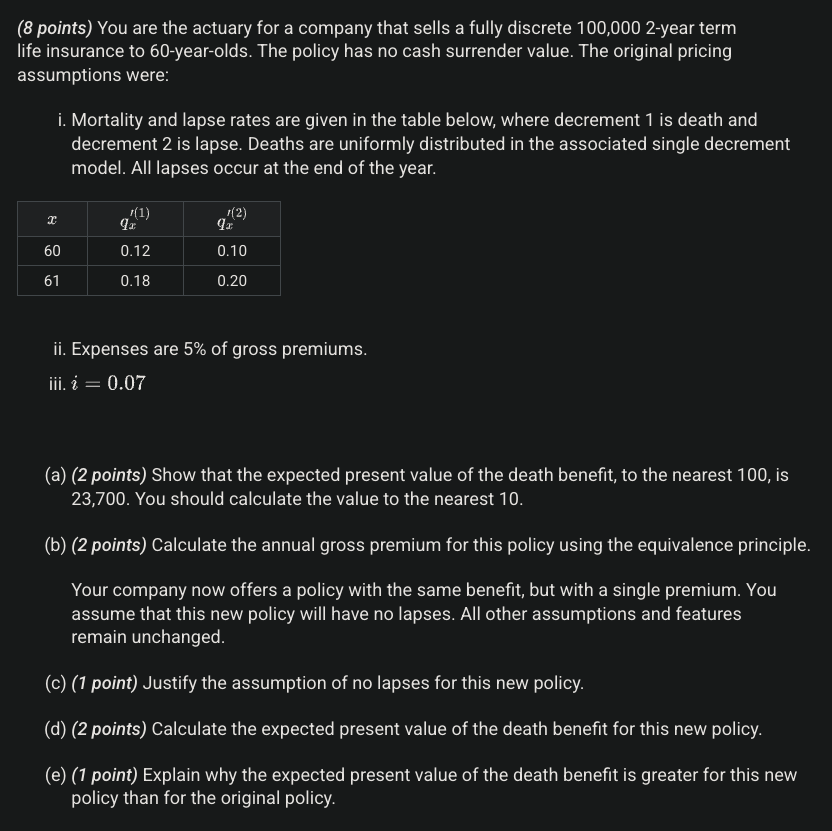 (8 points) You are the actuary for a company that sells a fully discrete 100,000 2-year term
life insurance to 60-year-olds. The policy has no cash surrender value. The original pricing
assumptions were:
i. Mortality and lapse rates are given in the table below, where decrement 1 is death and
decrement 2 is lapse. Deaths are uniformly distributed in the associated single decrement
model. All lapses occur at the end of the year.
x q′x(1) q′x(2)
60 0.12 0.10
61 0.18 0.20
ii. Expenses are 5% of gross premiums.
iii. i = 0.07
(a) (2 points) Show that the expected present value of the death benefit, to the nearest 100, is
23,700. You should calculate the value to the nearest 10.
(b) (2 points) Calculate the annual gross premium for this policy using the equivalence principle.
Your company now offers a policy with the same benefit, but with a single premium. You
assume that this new policy will have no lapses. All other assumptions and features
remain unchanged.
(c) (1 point) Justify the assumption of no lapses for this new policy.
(d) (2 points) Calculate the expected present value of the death benefit for this new policy.
(e) (1 point) Explain why the expected present value of the death benefit is greater for this new
policy than for the original policy.